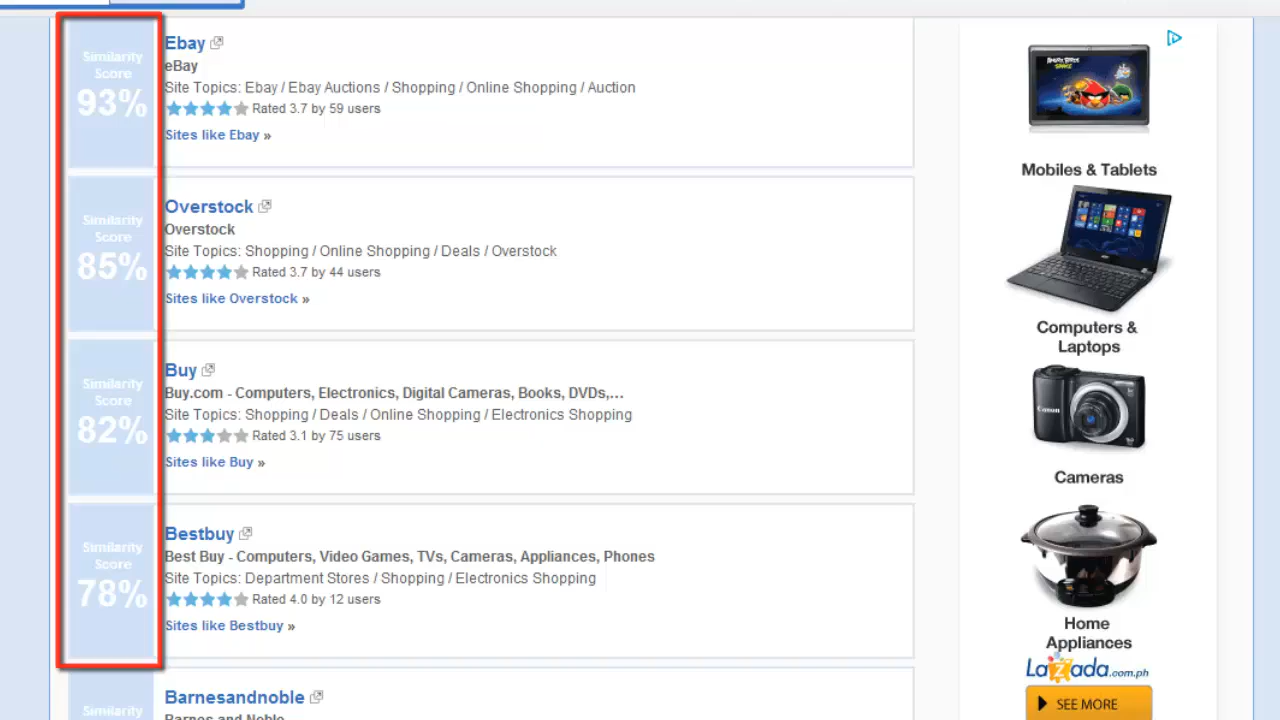 Similarity
Score
93%
Ebay
eBay
Site Topics: Ebay / Ebay Auctions / Shopping / Online Shopping / Auction
Rated 3.7 by 59 users
Sites like Ebay »
Similarity
Score
85%
Overstock
Overstock
Site Topics: Shopping / Online Shopping / Deals / Overstock
Rated 3.7 by 44 users
Sites like Overstock »
Similarity
Score
82%
Buy
Buy.com - Computers, Electronics, Digital Cameras, Books, DVDs,...
Site Topics: Shopping / Deals / Online Shopping / Electronics Shopping
Rated 3.1 by 75 users
Sites like Buy »
Similarity
Score
78%
Bestbuy
Best Buy - Computers, Video Games, TVs, Cameras, Appliances, Phones
Site Topics: Department Stores / Shopping / Electronics Shopping
Rated 4.0 by 12 users
Sites like Bestbuy »
Similarity
Barnesandnoble
Barnes and Noble
ANGRY BIRDS
SPACE
Mobiles & Tablets
Computers &
Laptops
Canon
Cameras
Home
Appliances
Lazada.com.ph
SEE MORE